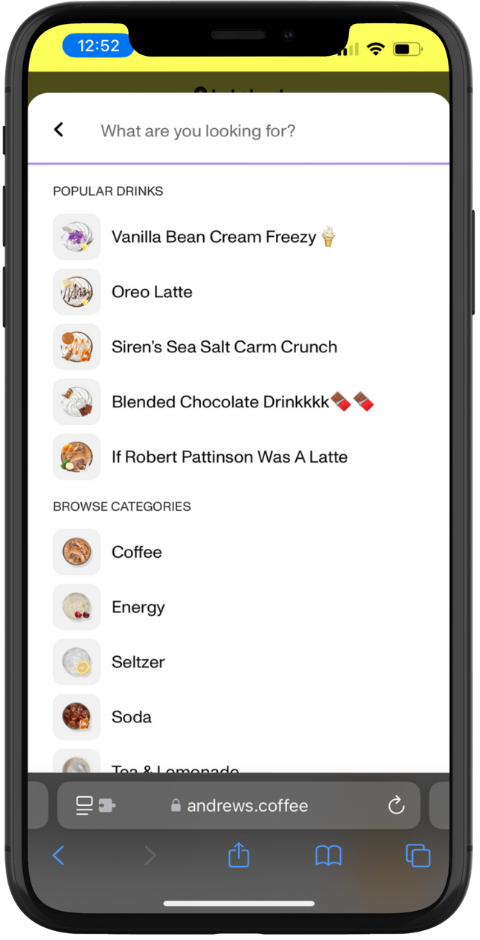 12:52
What are you looking for?
POPULAR DRINKS
Vanilla Bean Cream Freezy🍦
Oreo Latte
Siren's Sea Salt Carm Crunch
Blended Chocolate Drinkkkk🍫🍫
If Robert Pattinson Was A Latte
BROWSE CATEGORIES
Coffee
Energy
Seltzer
Soda
Tea & Lemonade
andrews.coffee